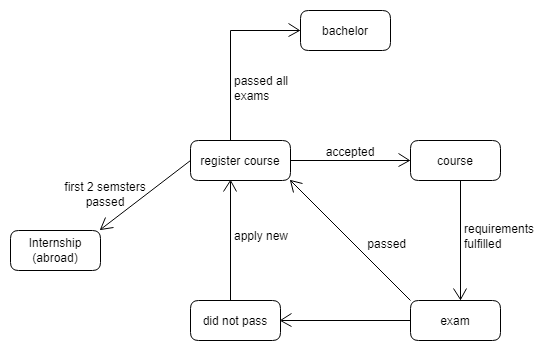 bachelor
passed all
exams
register course
accepted
course
first 2 semsters
passed
Internship
(abroad)
apply new
passed
requirements
fulfilled
did not pass
exam